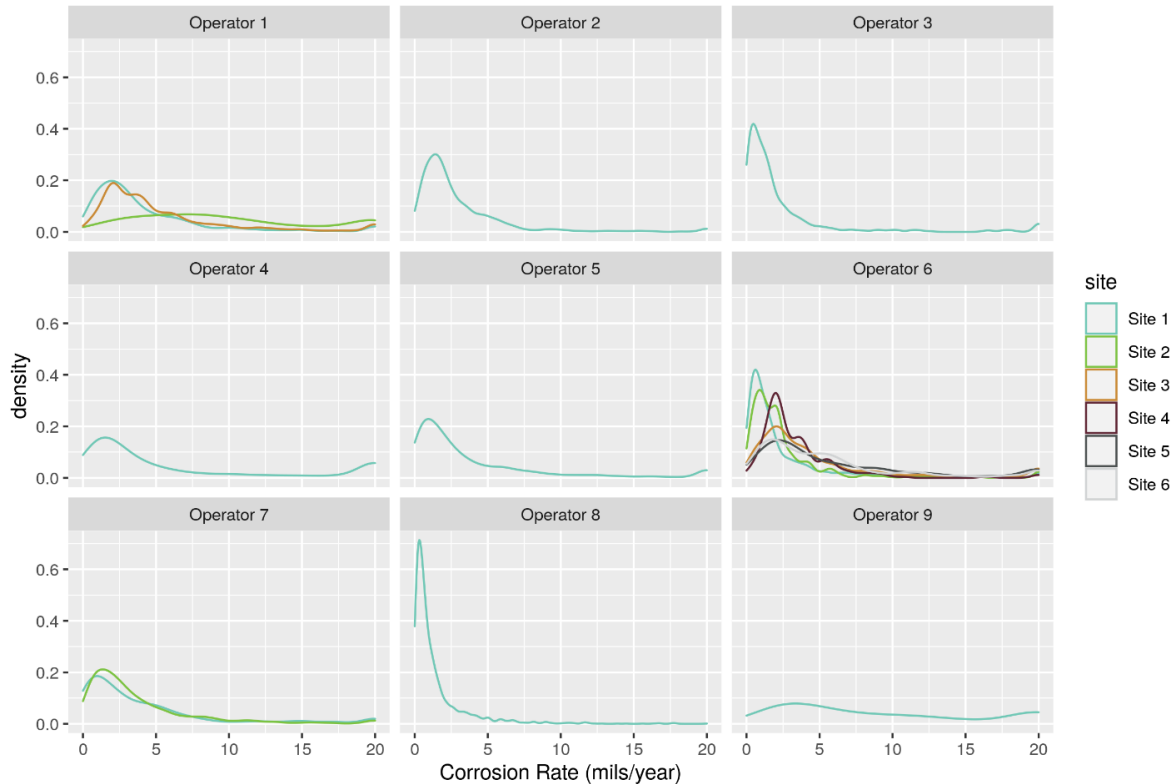 Operator 1
Operator 2
Operator 3
0.6
0.4
0.2
0.0
Operator 4
Operator 5
Operator 6
0.6
0.4
0.2
0.0
Operator 7
Operator 8
Operator 9
0.6
0.4
0.2
0.0
0 5 10 15 20
0 5 10 15 20
0 5 10 15 20
density
Corrosion Rate (mils/year)
site
Site 1
Site 2
Site 3
Site 4
Site 5
Site 6